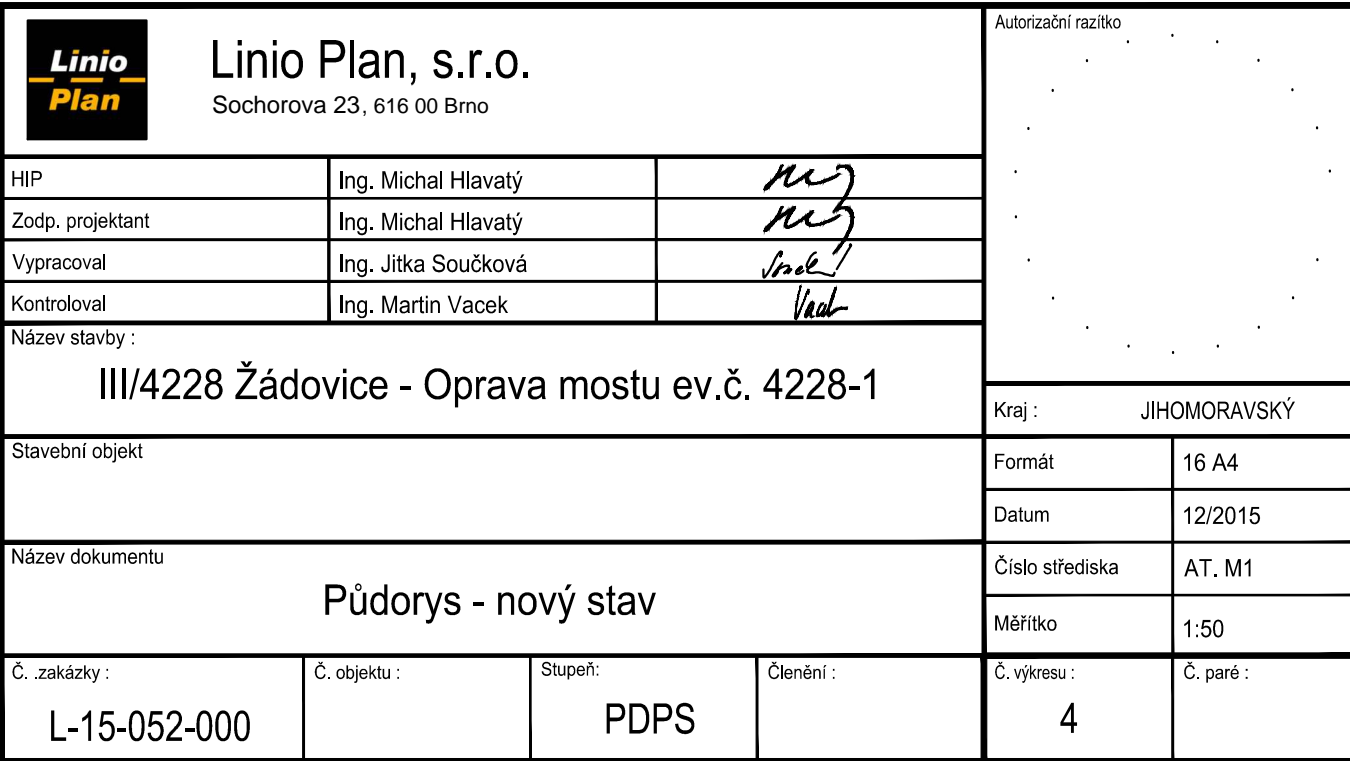 Linio
Plan
Linio Plan, s.r.o.
Sochorova 23, 616 00 Brno
Autorizační razítko
HIP
Ing. Michal Hlavatý
Zodp. projektant
Ing. Michal Hlavatý
Vypracoval
Ing. Jitka Součková
Kontroloval
Ing. Martin Vacek
Název stavby :
III/4228 Žádovice - Oprava mostu ev.č. 4228-1
Kraj :
JIHOMORAVSKÝ
Stavební objekt
Formát
16 A4
Datum
12/2015
Název dokumentu
Půdorys - nový stav
Číslo střediska
AT. M1
Měřítko
1:50
Č. .zakázky :
L-15-052-000
Č. objektu :
Stupeň:
PDPS
Členění :
Č. výkresu :
4
Č. paré :